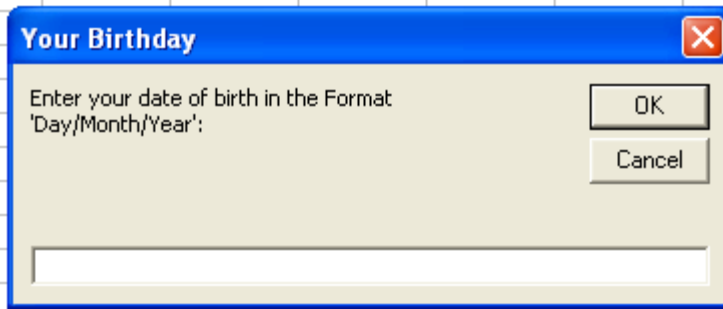 Your Birthday
Enter your date of birth in the Format
'Day/Month/Year':
OK
Cancel